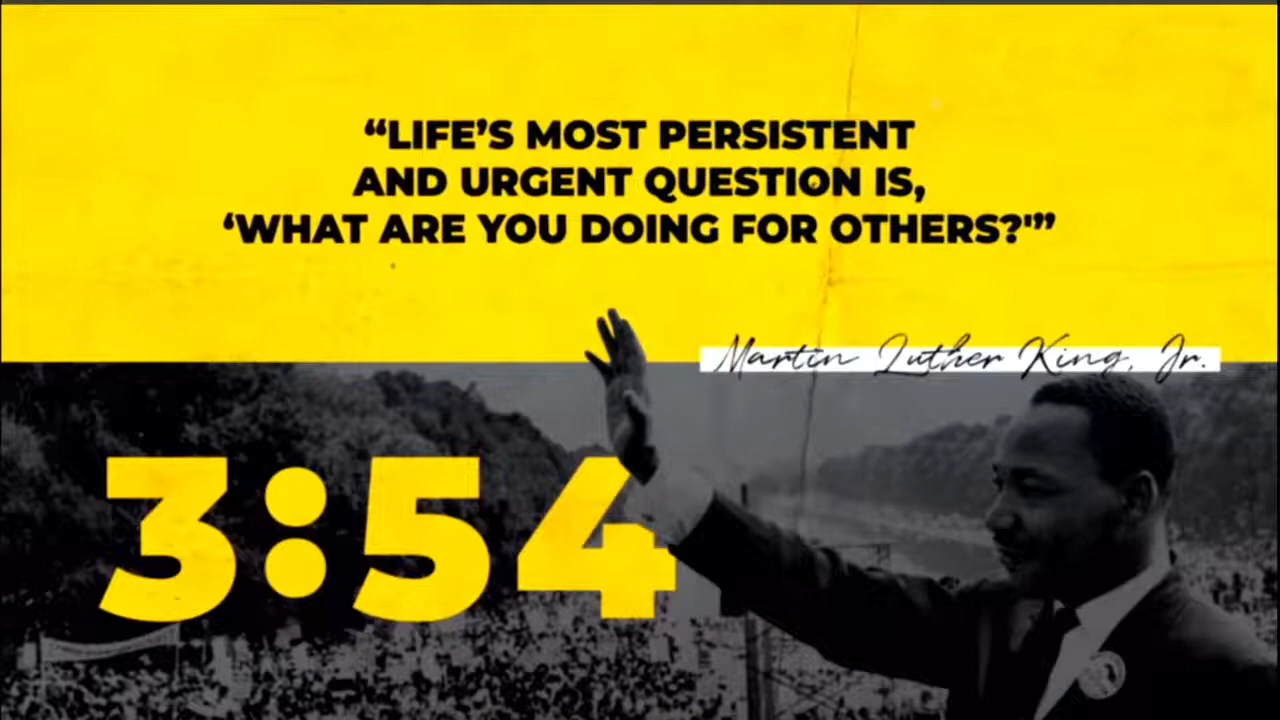 “LIFE’S MOST PERSISTENT
AND URGENT QUESTION IS,
‘WHAT ARE YOU DOING FOR OTHERS?'”
Martin Luther King, Jr.
3:54